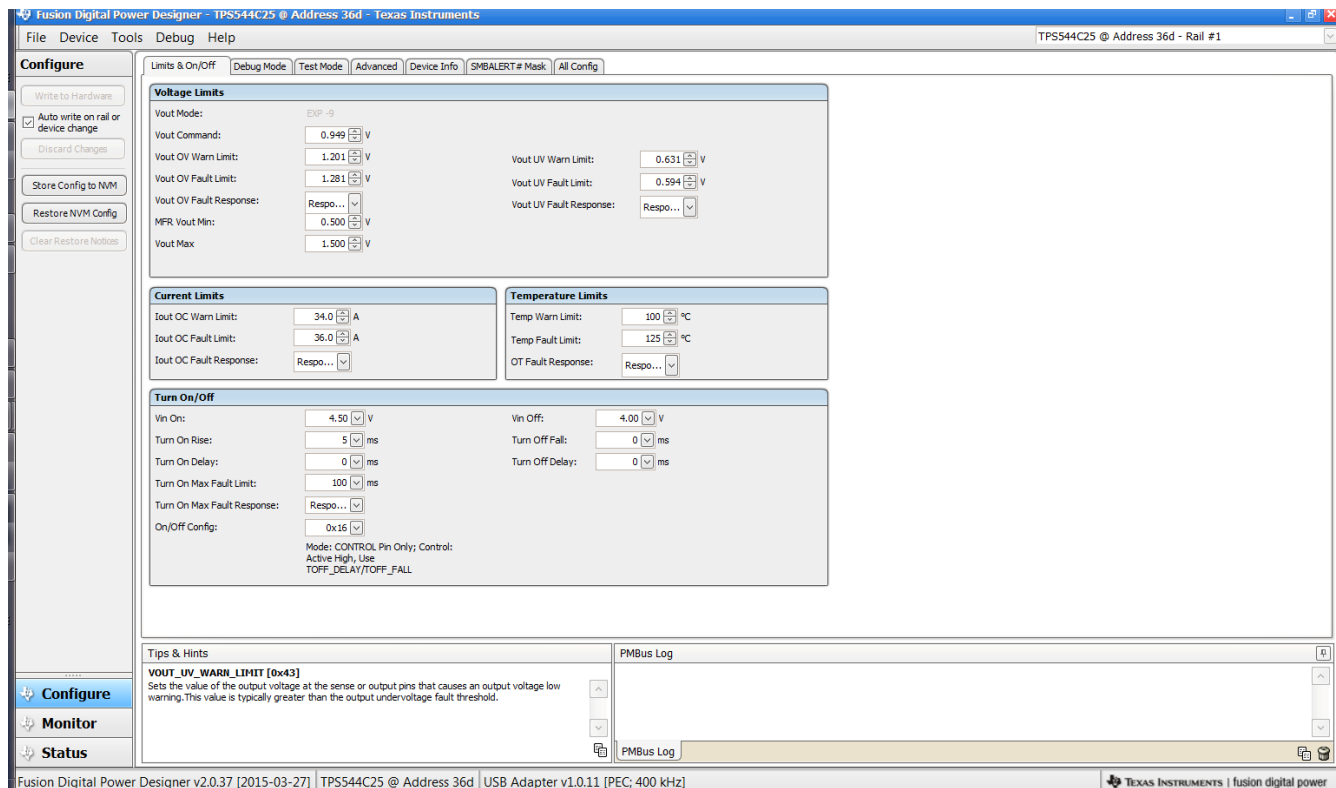 Fusion Digital Power Designer - TPS544C25 @ Address 36d - Texas Instruments
File Device Tools Debug Help
TPS544C25 @ Address 36d - Rail #1
Configure
Limits & On/Off Debug Mode Test Mode Advanced Device Info SMBALERT# Mask All Config
Write to Hardware
Auto write on rail or
device change
Discard Changes
Store Config to NVM
Restore NVM Config
Clear Restore Notices
Voltage Limits
Vout Mode: EXP -9
Vout Command: 0.949 V
Vout OV Warn Limit: 1.201 V Vout UV Warn Limit: 0.631 V
Vout OV Fault Limit: 1.281 V Vout UV Fault Limit: 0.594 V
Vout OV Fault Response: Respo... Vout UV Fault Response: Respo...
MFR Vout Min: 0.500 V
Vout Max 1.500 V
Current Limits
Iout OC Warn Limit: 34.0 A
Iout OC Fault Limit: 36.0 A
Iout OC Fault Response: Respo...
Temperature Limits
Temp Warn Limit: 100 ºC
Temp Fault Limit: 125 ºC
OT Fault Response: Respo...
Turn On/Off
Vin On: 4.50 V Vin Off: 4.00 V
Turn On Rise: 5 ms Turn Off Fall: 0 ms
Turn On Delay: 0 ms Turn Off Delay: 0 ms
Turn On Max Fault Limit: 100 ms
Turn On Max Fault Response: Respo...
On/Off Config: 0x16
Mode: CONTROL Pin Only; Control:
Active High, Use
TOFF_DELAY/TOFF_FALL
Configure
Monitor
Status
Tips & Hints
VOUT_UV_WARN_LIMIT [0x43]
Sets the value of the output voltage at the sense or output pins that causes an output voltage low
warning.This value is typically greater than the output undervoltage fault threshold.
PMBus Log
PMBus Log
Fusion Digital Power Designer v2.0.37 [2015-03-27] TPS544C25 @ Address 36d USB Adapter v1.0.11 [PEC; 400 kHz]
TEXAS INSTRUMENTS | fusion digital power